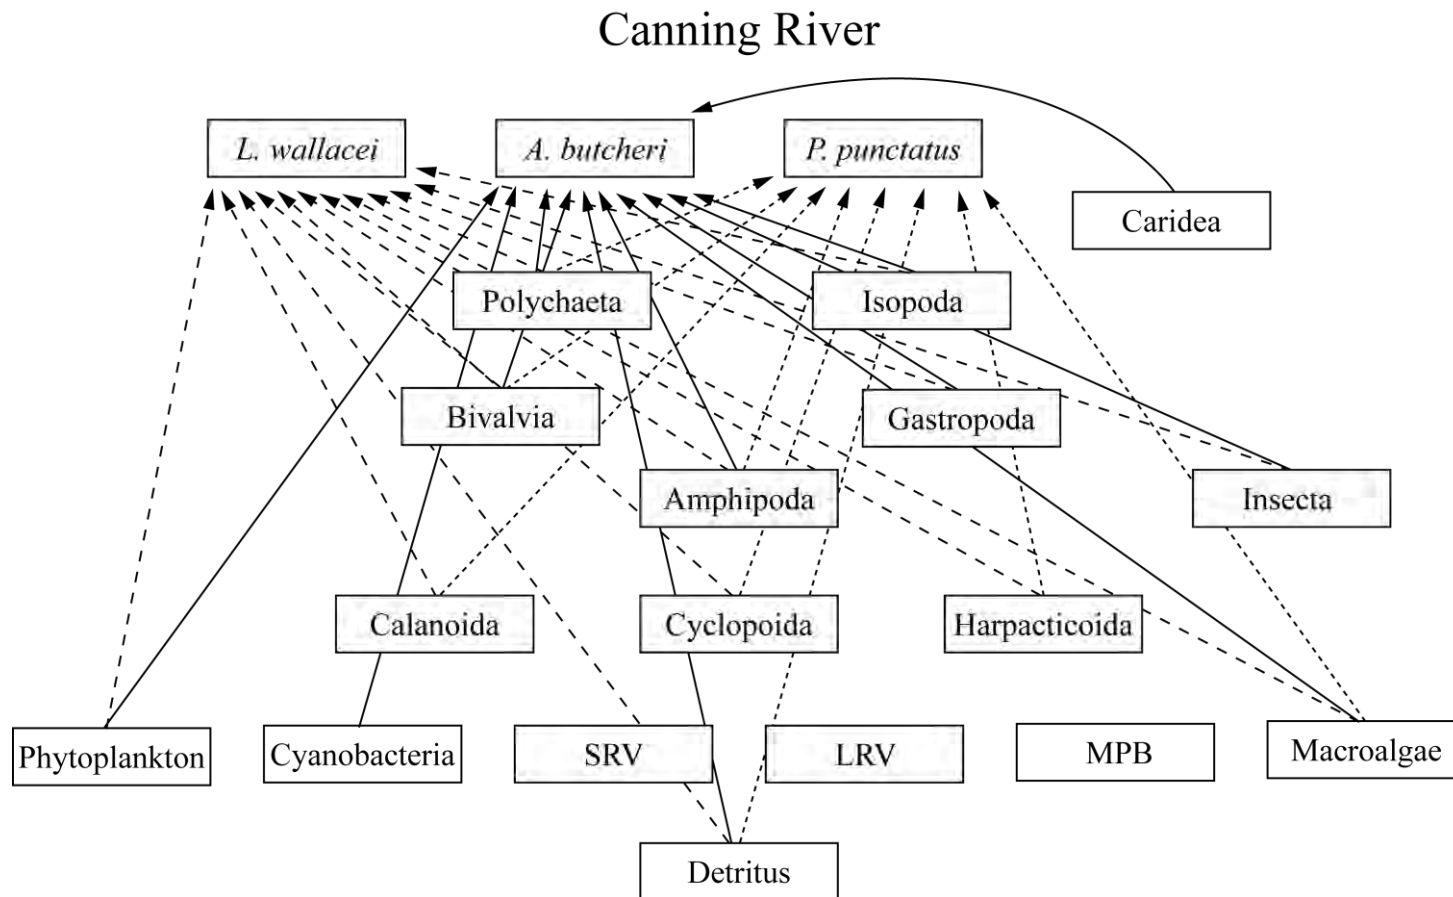 Canning River
L. wallacei
A. butcheri
P. punctatus
Caridea
Polychaeta
Isopoda
Bivalvia
Gastropoda
Amphipoda
Insecta
Calanoida
Cyclopoida
Harpacticoida
Phytoplankton
Cyanobacteria
SRV
LRV
MPB
Macroalgae
Detritus